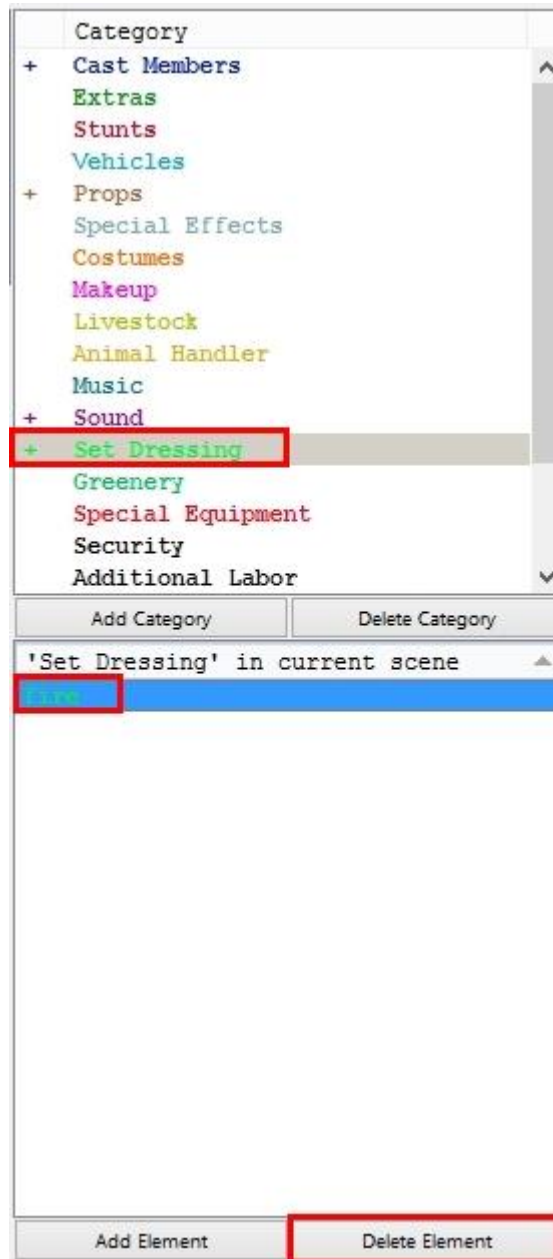 Category
+ Cast Members
Extras
Stunts
Vehicles
+ Props
Special Effects
Costumes
Makeup
Livestock
Animal Handler
Music
+ Sound
+ Set Dressing
Greenery
Special Equipment
Security
Additional Labor
Add Category Delete Category
'Set Dressing' in current scene
fire
Add Element Delete Element